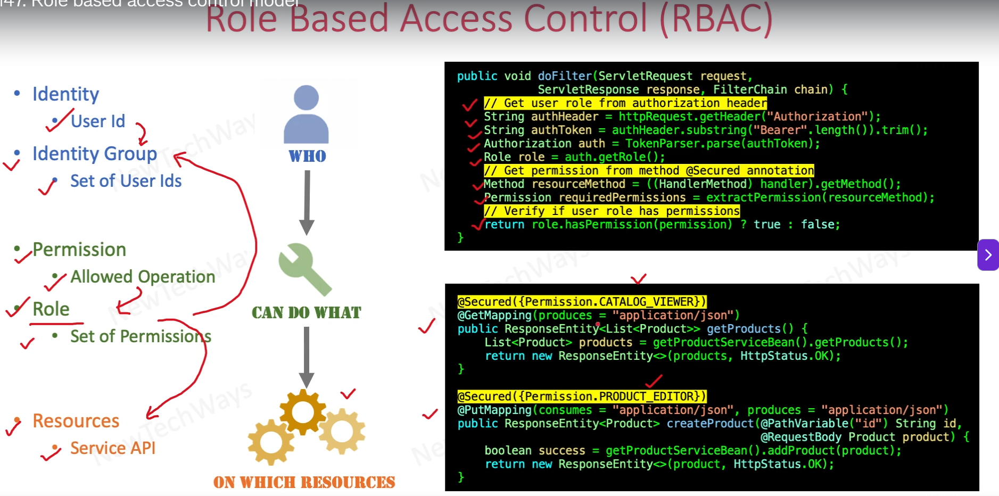 147. Role based access control model
Role Based Access Control (RBAC)
• Identity
• User Id
• Identity Group
• Set of User Ids
• Permission
• Allowed Operation
• Role
• Set of Permissions
• Resources
• Service API
WHO
CAN DO WHAT
ON WHICH RESOURCES
public void doFilter(ServletRequest request,
ServletResponse response, FilterChain chain) {
// Get user role from authorization header
String authHeader = httpRequest.getHeader("Authorization");
String authToken = authHeader.substring("Bearer".length()).trim();
Authorization auth = TokenParser.parse(authToken);
Role role = auth.getRole();
// Get permission from method @Secured annotation
Method resourceMethod = ((HandlerMethod) handler).getMethod();
Permission requiredPermissions = extractPermission(resourceMethod);
// Verify if user role has permissions
return role.hasPermission(permission) ? true : false;
}
@Secured({Permission.CATALOG_VIEWER})
@GetMapping(produces = "application/json")
public ResponseEntity<List<Product>> getProducts() {
List<Product> products = getProductServiceBean().getProducts();
return new ResponseEntity<>(products, HttpStatus.OK);
}
@Secured({Permission.PRODUCT_EDITOR})
@PutMapping(consumes = "application/json", produces = "application/json")
public ResponseEntity<Product> createProduct(@PathVariable("id") String id,
@RequestBody Product product) {
boolean success = getProductServiceBean().addProduct(product);
return new ResponseEntity<>(product, HttpStatus.OK);
}
NewTechWays
NewTechWays
NewTechWays